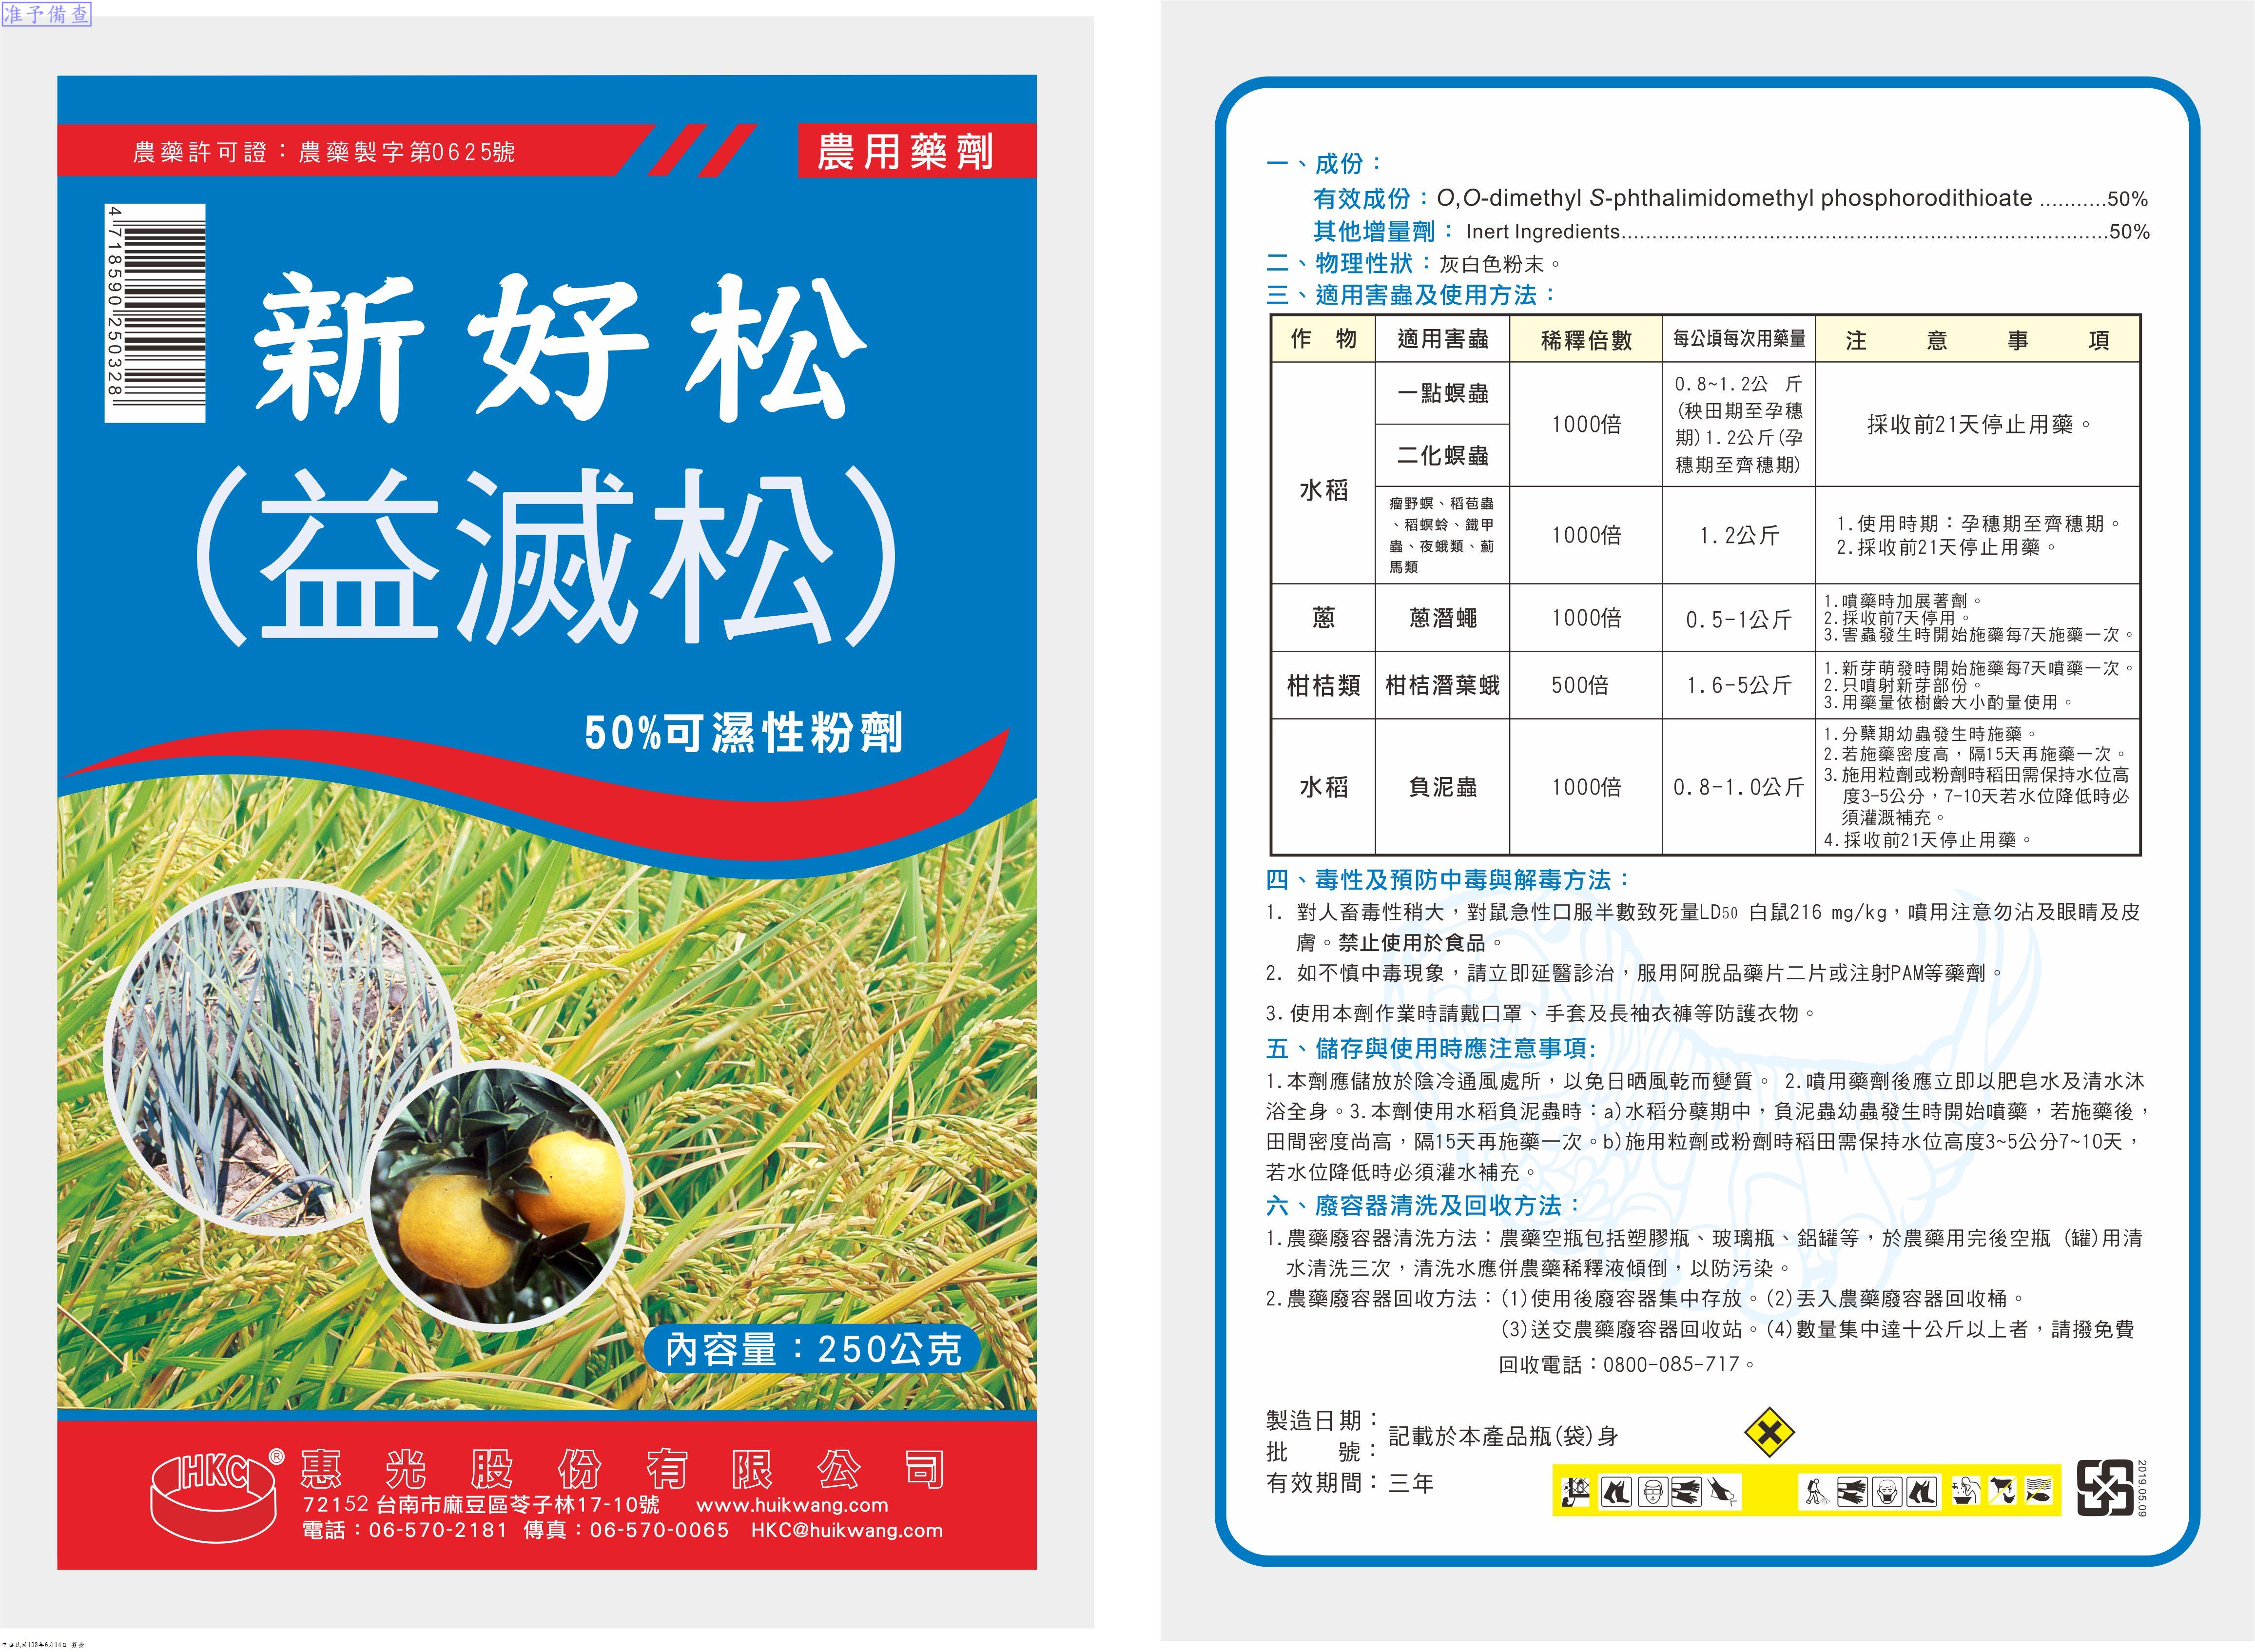 准予備查
農藥許可證：農藥製字第0625號
農用藥劑
4 718590 250328
新好松
(益滅松)
50%可濕性粉劑
內容量：250公克
HKC®
惠光股份有限公司
72152 台南市麻豆區苓子林17-10號 www.huikwang.com
電話：06-570-2181 傳真：06-570-0065 HKC@huikwang.com
中華民國108年6月14日 簽發
一、成份：
有效成份：O,O-dimethyl S-phthalimidomethyl phosphorodithioate ...........50%
其他增量劑： Inert Ingredients...............................................................................50%
二、物理性狀：灰白色粉末。
三、適用害蟲及使用方法：
作 物 適用害蟲 稀釋倍數 每公頃每次用藥量 注 意 事 項
水稻
一點螟蟲
二化螟蟲
1000倍
0.8~1.2公 斤
(秧田期至孕穗
期)1.2公斤(孕
穗期至齊穗期)
採收前21天停止用藥。
瘤野螟、稻苞蟲
、稻螟蛉、鐵甲
蟲、夜蛾類、薊
馬類
1000倍
1.2公斤
1.使用時期：孕穗期至齊穗期。
2.採收前21天停止用藥。
蔥 蔥潛蠅 1000倍 0.5-1公斤
1.噴藥時加展著劑。
2.採收前7天停用。
3.害蟲發生時開始施藥每7天施藥一次。
柑桔類 柑桔潛葉蛾 500倍 1.6-5公斤
1.新芽萌發時開始施藥每7天噴藥一次。
2.只噴射新芽部份。
3.用藥量依樹齡大小酌量使用。
水稻 負泥蟲 1000倍 0.8-1.0公斤
1.分蘗期幼蟲發生時施藥。
2.若施藥密度高，隔15天再施藥一次。
3.施用粒劑或粉劑時稻田需保持水位高
度3-5公分，7-10天若水位降低時必
須灌溉補充。
4.採收前21天停止用藥。
四、毒性及預防中毒與解毒方法：
1. 對人畜毒性稍大，對鼠急性口服半數致死量LD50 白鼠216 mg/kg，噴用注意勿沾及眼睛及皮
膚。禁止使用於食品。
2. 如不慎中毒現象，請立即延醫診治，服用阿脫品藥片二片或注射PAM等藥劑。
3.使用本劑作業時請戴口罩、手套及長袖衣褲等防護衣物。
五、儲存與使用時應注意事項:
1.本劑應儲放於陰冷通風處所，以免日晒風乾而變質。 2.噴用藥劑後應立即以肥皂水及清水沐
浴全身。3.本劑使用水稻負泥蟲時：a)水稻分蘗期中，負泥蟲幼蟲發生時開始噴藥，若施藥後，
田間密度尚高，隔15天再施藥一次。b)施用粒劑或粉劑時稻田需保持水位高度3~5公分7~10天，
若水位降低時必須灌水補充。
六、廢容器清洗及回收方法：
1.農藥廢容器清洗方法：農藥空瓶包括塑膠瓶、玻璃瓶、鋁罐等，於農藥用完後空瓶 (罐)用清
水清洗三次，清洗水應併農藥稀釋液傾倒，以防污染。
2.農藥廢容器回收方法：(1)使用後廢容器集中存放。(2)丟入農藥廢容器回收桶。
(3)送交農藥廢容器回收站。(4)數量集中達十公斤以上者，請撥免費
回收電話：0800-085-717。
製造日期：
批 號：
記載於本產品瓶(袋)身
有效期間：三年
2019.05.09